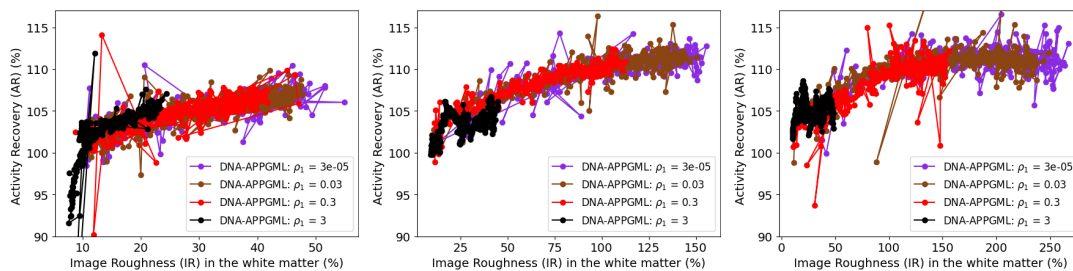 Activity Recovery (AR) (%)
115
110
105
100
95
90
10
20
30
40
50
Image Roughness (IR) in the white matter (%)
DNA-APPGML: ρ₁ = 3e-05
DNA-APPGML: ρ₁ = 0.03
DNA-APPGML: ρ₁ = 0.3
DNA-APPGML: ρ₁ = 3
Activity Recovery (AR) (%)
115
110
105
100
95
90
25
50
75
100
125
150
Image Roughness (IR) in the white matter (%)
DNA-APPGML: ρ₁ = 3e-05
DNA-APPGML: ρ₁ = 0.03
DNA-APPGML: ρ₁ = 0.3
DNA-APPGML: ρ₁ = 3
Activity Recovery (AR) (%)
115
110
105
100
95
90
0
50
100
150
200
250
Image Roughness (IR) in the white matter (%)
DNA-APPGML: ρ₁ = 3e-05
DNA-APPGML: ρ₁ = 0.03
DNA-APPGML: ρ₁ = 0.3
DNA-APPGML: ρ₁ = 3